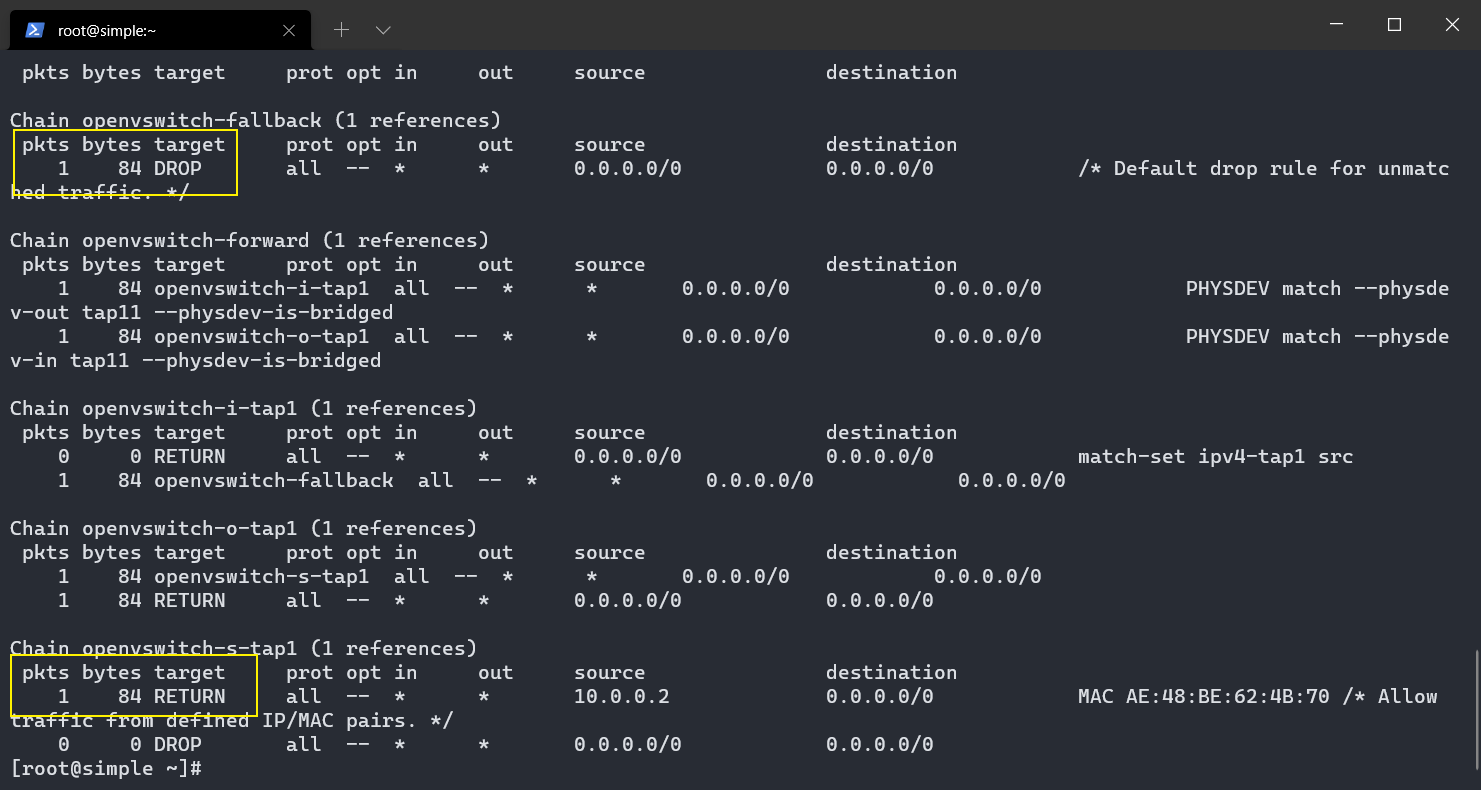 root@simple:~
 pkts bytes target     prot opt in     out     source               destination
Chain openvswitch-fallback (1 references)
 pkts bytes target     prot opt in     out     source               destination
    1    84 DROP       all  --  *      *       0.0.0.0/0            0.0.0.0/0            /* Default drop rule for unmatc
hed traffic. */
Chain openvswitch-forward (1 references)
 pkts bytes target     prot opt in     out     source               destination
    1    84 openvswitch-i-tap1  all  --  *      *       0.0.0.0/0            0.0.0.0/0            PHYSDEV match --physde
v-out tap11 --physdev-is-bridged
    1    84 openvswitch-o-tap1  all  --  *      *       0.0.0.0/0            0.0.0.0/0            PHYSDEV match --physde
v-in tap11 --physdev-is-bridged
Chain openvswitch-i-tap1 (1 references)
 pkts bytes target     prot opt in     out     source               destination
    0     0 RETURN     all  --  *      *       0.0.0.0/0            0.0.0.0/0            match-set ipv4-tap1 src
    1    84 openvswitch-fallback  all  --  *      *       0.0.0.0/0            0.0.0.0/0
Chain openvswitch-o-tap1 (1 references)
 pkts bytes target     prot opt in     out     source               destination
    1    84 openvswitch-s-tap1  all  --  *      *       0.0.0.0/0            0.0.0.0/0
    1    84 RETURN     all  --  *      *       0.0.0.0/0            0.0.0.0/0
Chain openvswitch-s-tap1 (1 references)
 pkts bytes target     prot opt in     out     source               destination
    1    84 RETURN     all  --  *      *       10.0.0.2             0.0.0.0/0            MAC AE:48:BE:62:4B:70 /* Allow
traffic from defined IP/MAC pairs. */
    0     0 DROP       all  --  *      *       0.0.0.0/0            0.0.0.0/0
[root@simple ~]#